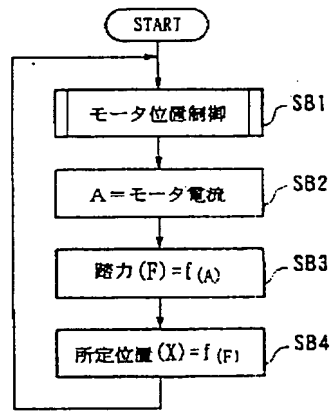 START
モータ位置制御
SB1
A=モータ電流
SB2
踏力(F)=f(A)
SB3
所定位置(X)=f(F)
SB4